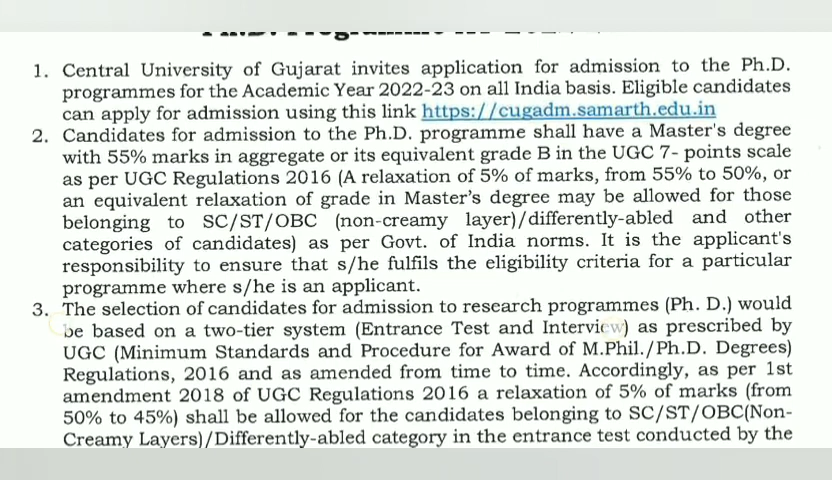 1. Central University of Gujarat invites application for admission to the Ph.D.
programmes for the Academic Year 2022-23 on all India basis. Eligible candidates
can apply for admission using this link https://cugadm.samarth.edu.in
2. Candidates for admission to the Ph.D. programme shall have a Master's degree
with 55% marks in aggregate or its equivalent grade B in the UGC 7- points scale
as per UGC Regulations 2016 (A relaxation of 5% of marks, from 55% to 50%, or
an equivalent relaxation of grade in Master's degree may be allowed for those
belonging to SC/ST/OBC (non-creamy layer)/differently-abled and other
categories of candidates) as per Govt. of India norms. It is the applicant's
responsibility to ensure that s/he fulfils the eligibility criteria for a particular
programme where s/he is an applicant.
3. The selection of candidates for admission to research programmes (Ph. D.) would
be based on a two-tier system (Entrance Test and Interview) as prescribed by
UGC (Minimum Standards and Procedure for Award of M.Phil./Ph.D. Degrees)
Regulations, 2016 and as amended from time to time. Accordingly, as per 1st
amendment 2018 of UGC Regulations 2016 a relaxation of 5% of marks (from
50% to 45%) shall be allowed for the candidates belonging to SC/ST/OBC(Non-
Creamy Layers)/Differently-abled category in the entrance test conducted by the